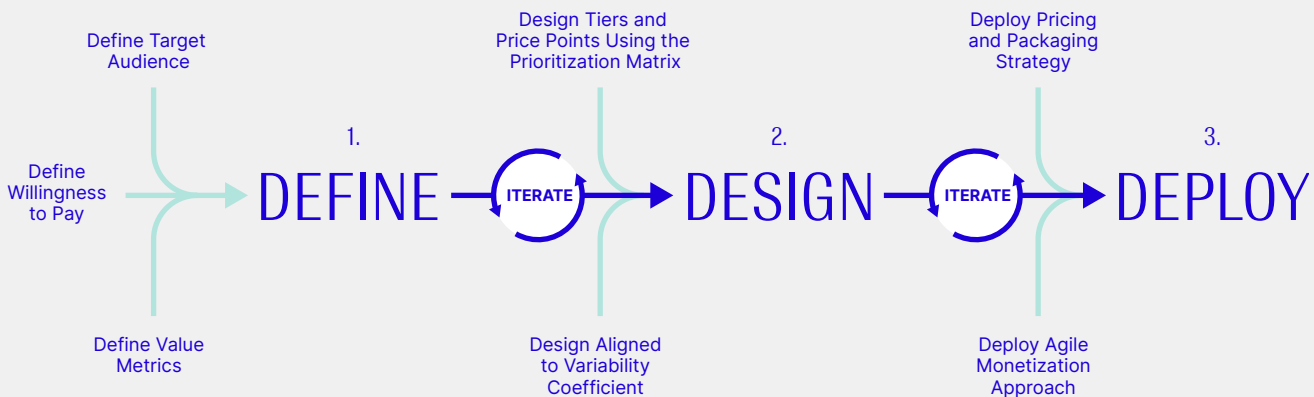 Define Target
Audience
Define
Willingness
to Pay
Define Value
Metrics
1.
DEFINE
ITERATE
Design Tiers and
Price Points Using the
Prioritization Matrix
Design Aligned
to Variability
Coefficient
2.
DESIGN
ITERATE
Deploy Pricing
and Packaging
Strategy
Deploy Agile
Monetization
Approach
3.
DEPLOY